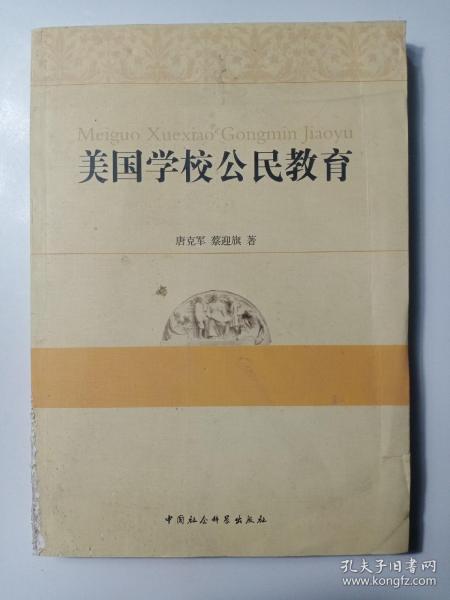 Meiguo Xuexiao Gongmin Jiaoyu
美国学校公民教育
唐克军 蔡迎旗 著
中国社会科学出版社
孔夫子旧书网
www.kongfz.com